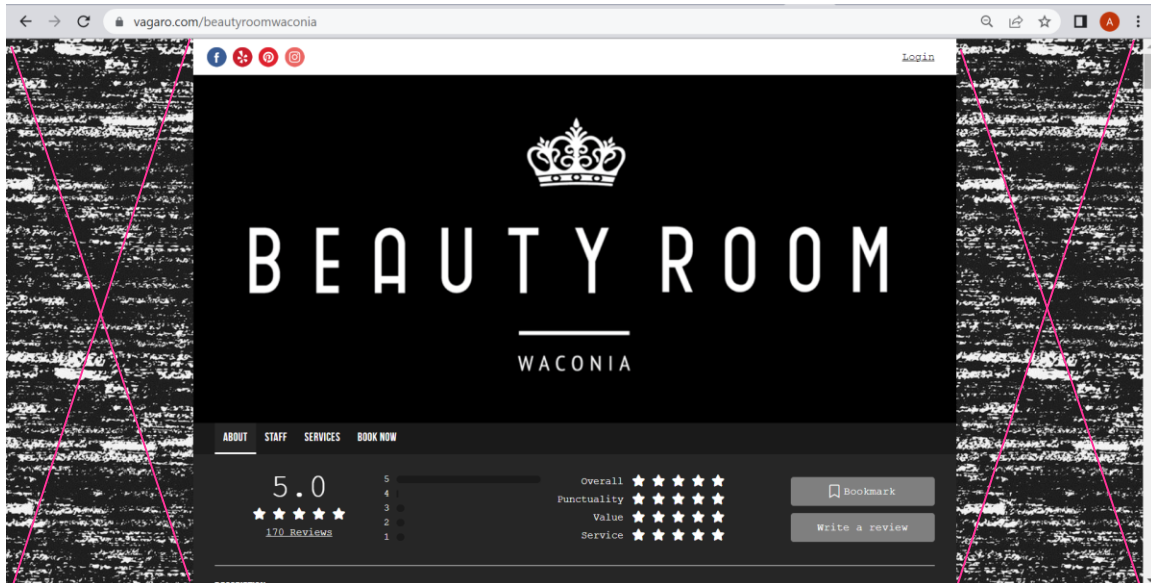 vagaro.com/beautyroomwaconia
A
Login
BEAUTY ROOM
WACONIA
ABOUT STAFF SERVICES BOOK NOW
5.0
170 Reviews
5
4
3
2
1
Overall
Punctuality
Value
Service
Bookmark
Write a review
DESCRIPTION